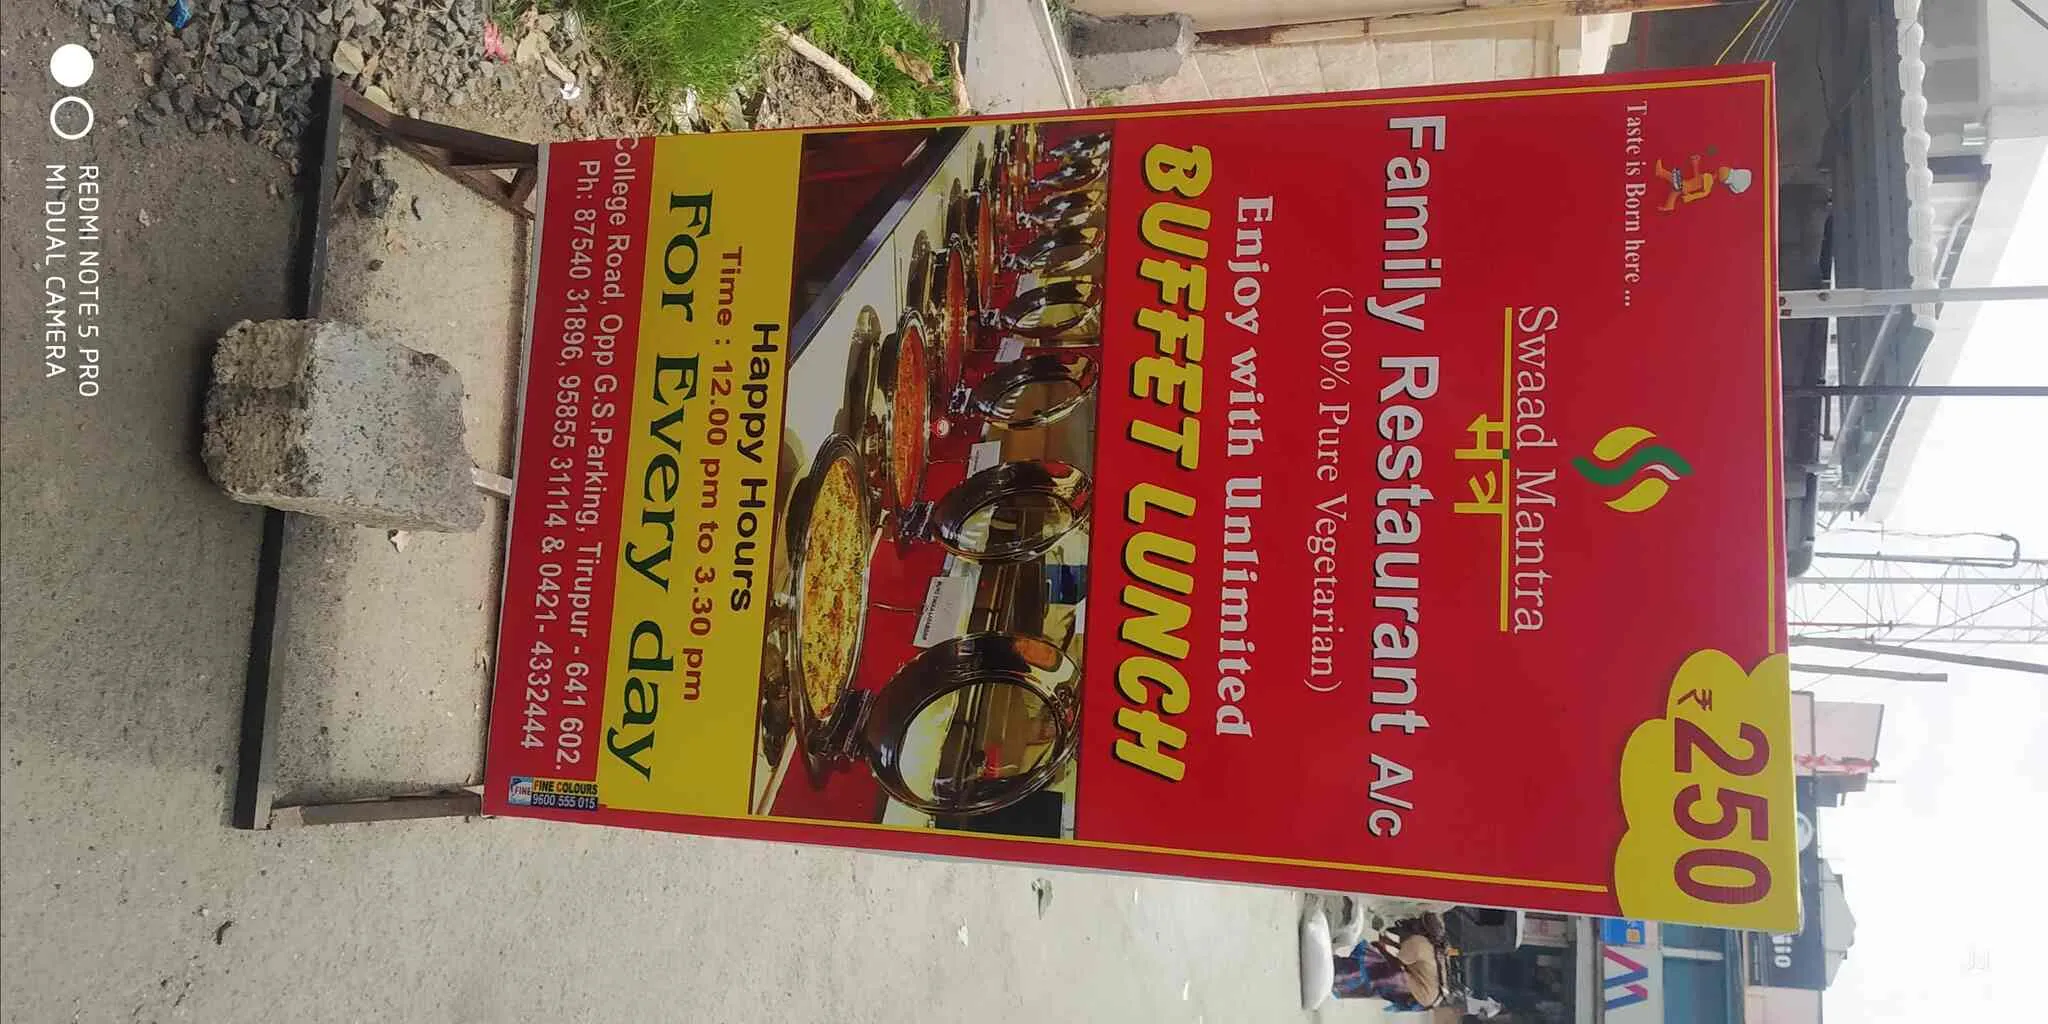 Taste is Born here ...
₹250
Swaad Mantra
मंत्र
Family Restaurant A/c
(100% Pure Vegetarian)
Enjoy with Unlimited
BUFFET LUNCH
Happy Hours
Time : 12.00 pm to 3.30 pm
For Every day
College Road, Opp G.S.Parking, Tirupur - 641 602.
Ph: 87540 31896, 95855 31114 & 0421- 4332444
FINE
FINE COLOURS
9600 555 015
REDMI NOTE 5 PRO
MI DUAL CAMERA